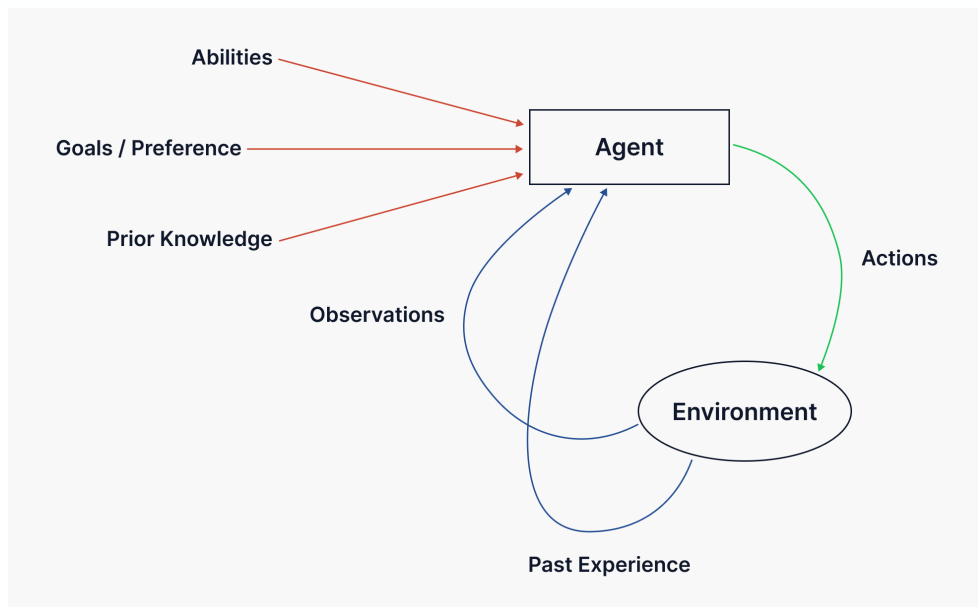 Abilities
Goals / Preference
Agent
Prior Knowledge
Actions
Observations
Environment
Past Experience